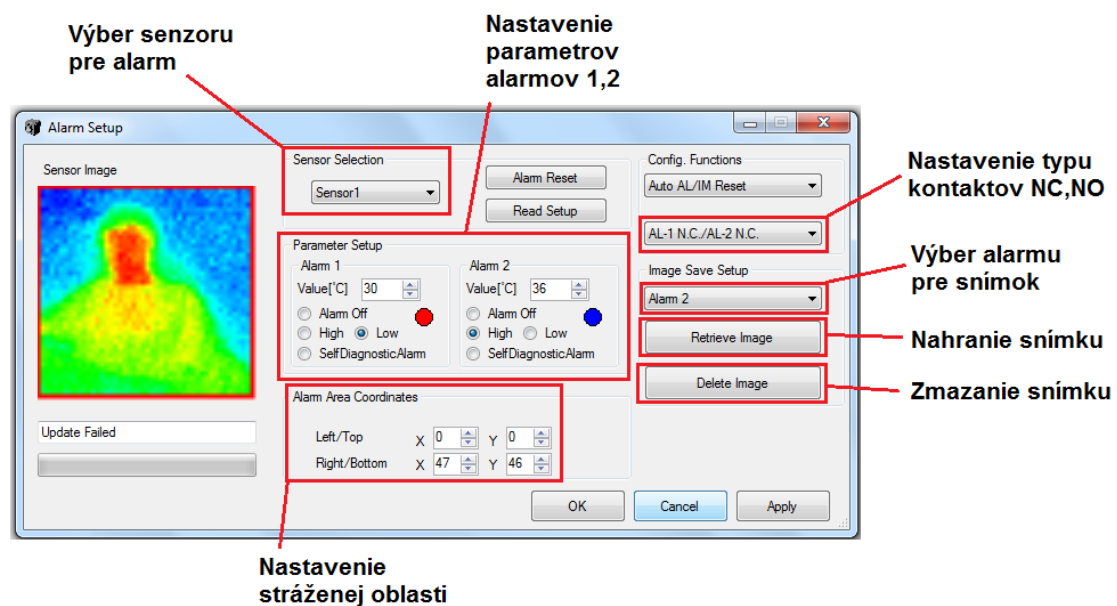 Výber senzoru
pre alarm
Nastavenie
parametrov
alarmov 1,2
Alarm Setup
Sensor Image
Update Failed
Sensor Selection
Sensor1
Alarm Reset
Read Setup
Parameter Setup
Alarm 1
Value[°C] 30
Alarm Off
High Low
SelfDiagnosticAlarm
Alarm 2
Value[°C] 36
Alarm Off
High Low
SelfDiagnosticAlarm
Alarm Area Coordinates
Left/Top X 0 Y 0
Right/Bottom X 47 Y 46
Config. Functions
Auto AL/IM Reset
AL-1 N.C./AL-2 N.C.
Image Save Setup
Alarm 2
Retrieve Image
Delete Image
OK Cancel Apply
Nastavenie typu
kontaktov NC,NO
Výber alarmu
pre snímok
Nahranie snímku
Zmazanie snímku
Nastavenie
stráženej oblasti